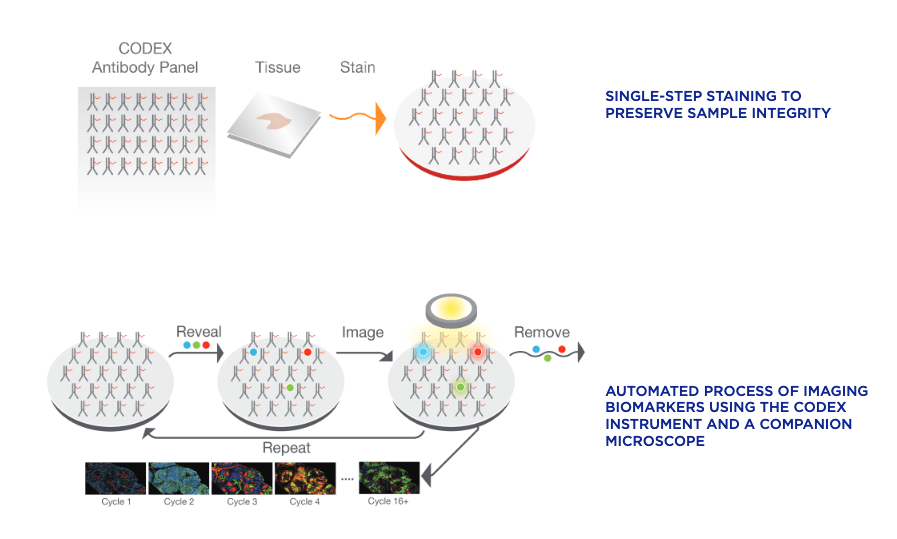 CODEX
Antibody Panel
Tissue
Stain
SINGLE-STEP STAINING TO
PRESERVE SAMPLE INTEGRITY
Reveal
Image
Remove
Repeat
AUTOMATED PROCESS OF IMAGING
BIOMARKERS USING THE CODEX
INSTRUMENT AND A COMPANION
MICROSCOPE
Cycle 1
Cycle 2
Cycle 3
Cycle 4
....
Cycle 16+